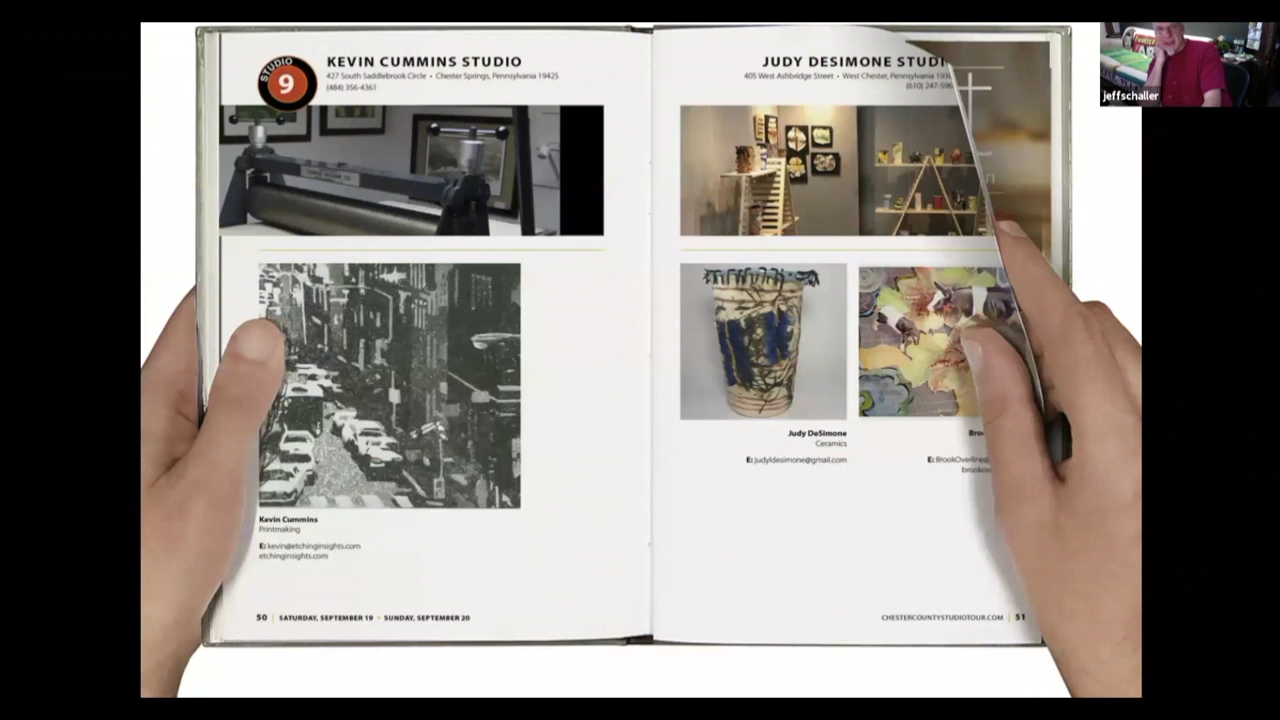 STUDIO
9
KEVIN CUMMINS STUDIO
427 South Saddlebrook Circle • Chester Springs, Pennsylvania 19425
(484) 356-4361
Kevin Cummins
Printmaking
E: kevin@etchinginsights.com
etchinginsights.com
50 | SATURDAY, SEPTEMBER 19 • SUNDAY, SEPTEMBER 20
JUDY DESIMONE
405 West Ashbridge Street • West Chester, Pennsylvania
(610)
Judy DeSimone
Ceramics
E: judyldesimone@gmail.com
E:
CHESTERCOUNTYSTUDIOTOUR.COM | 51
jeffschaller